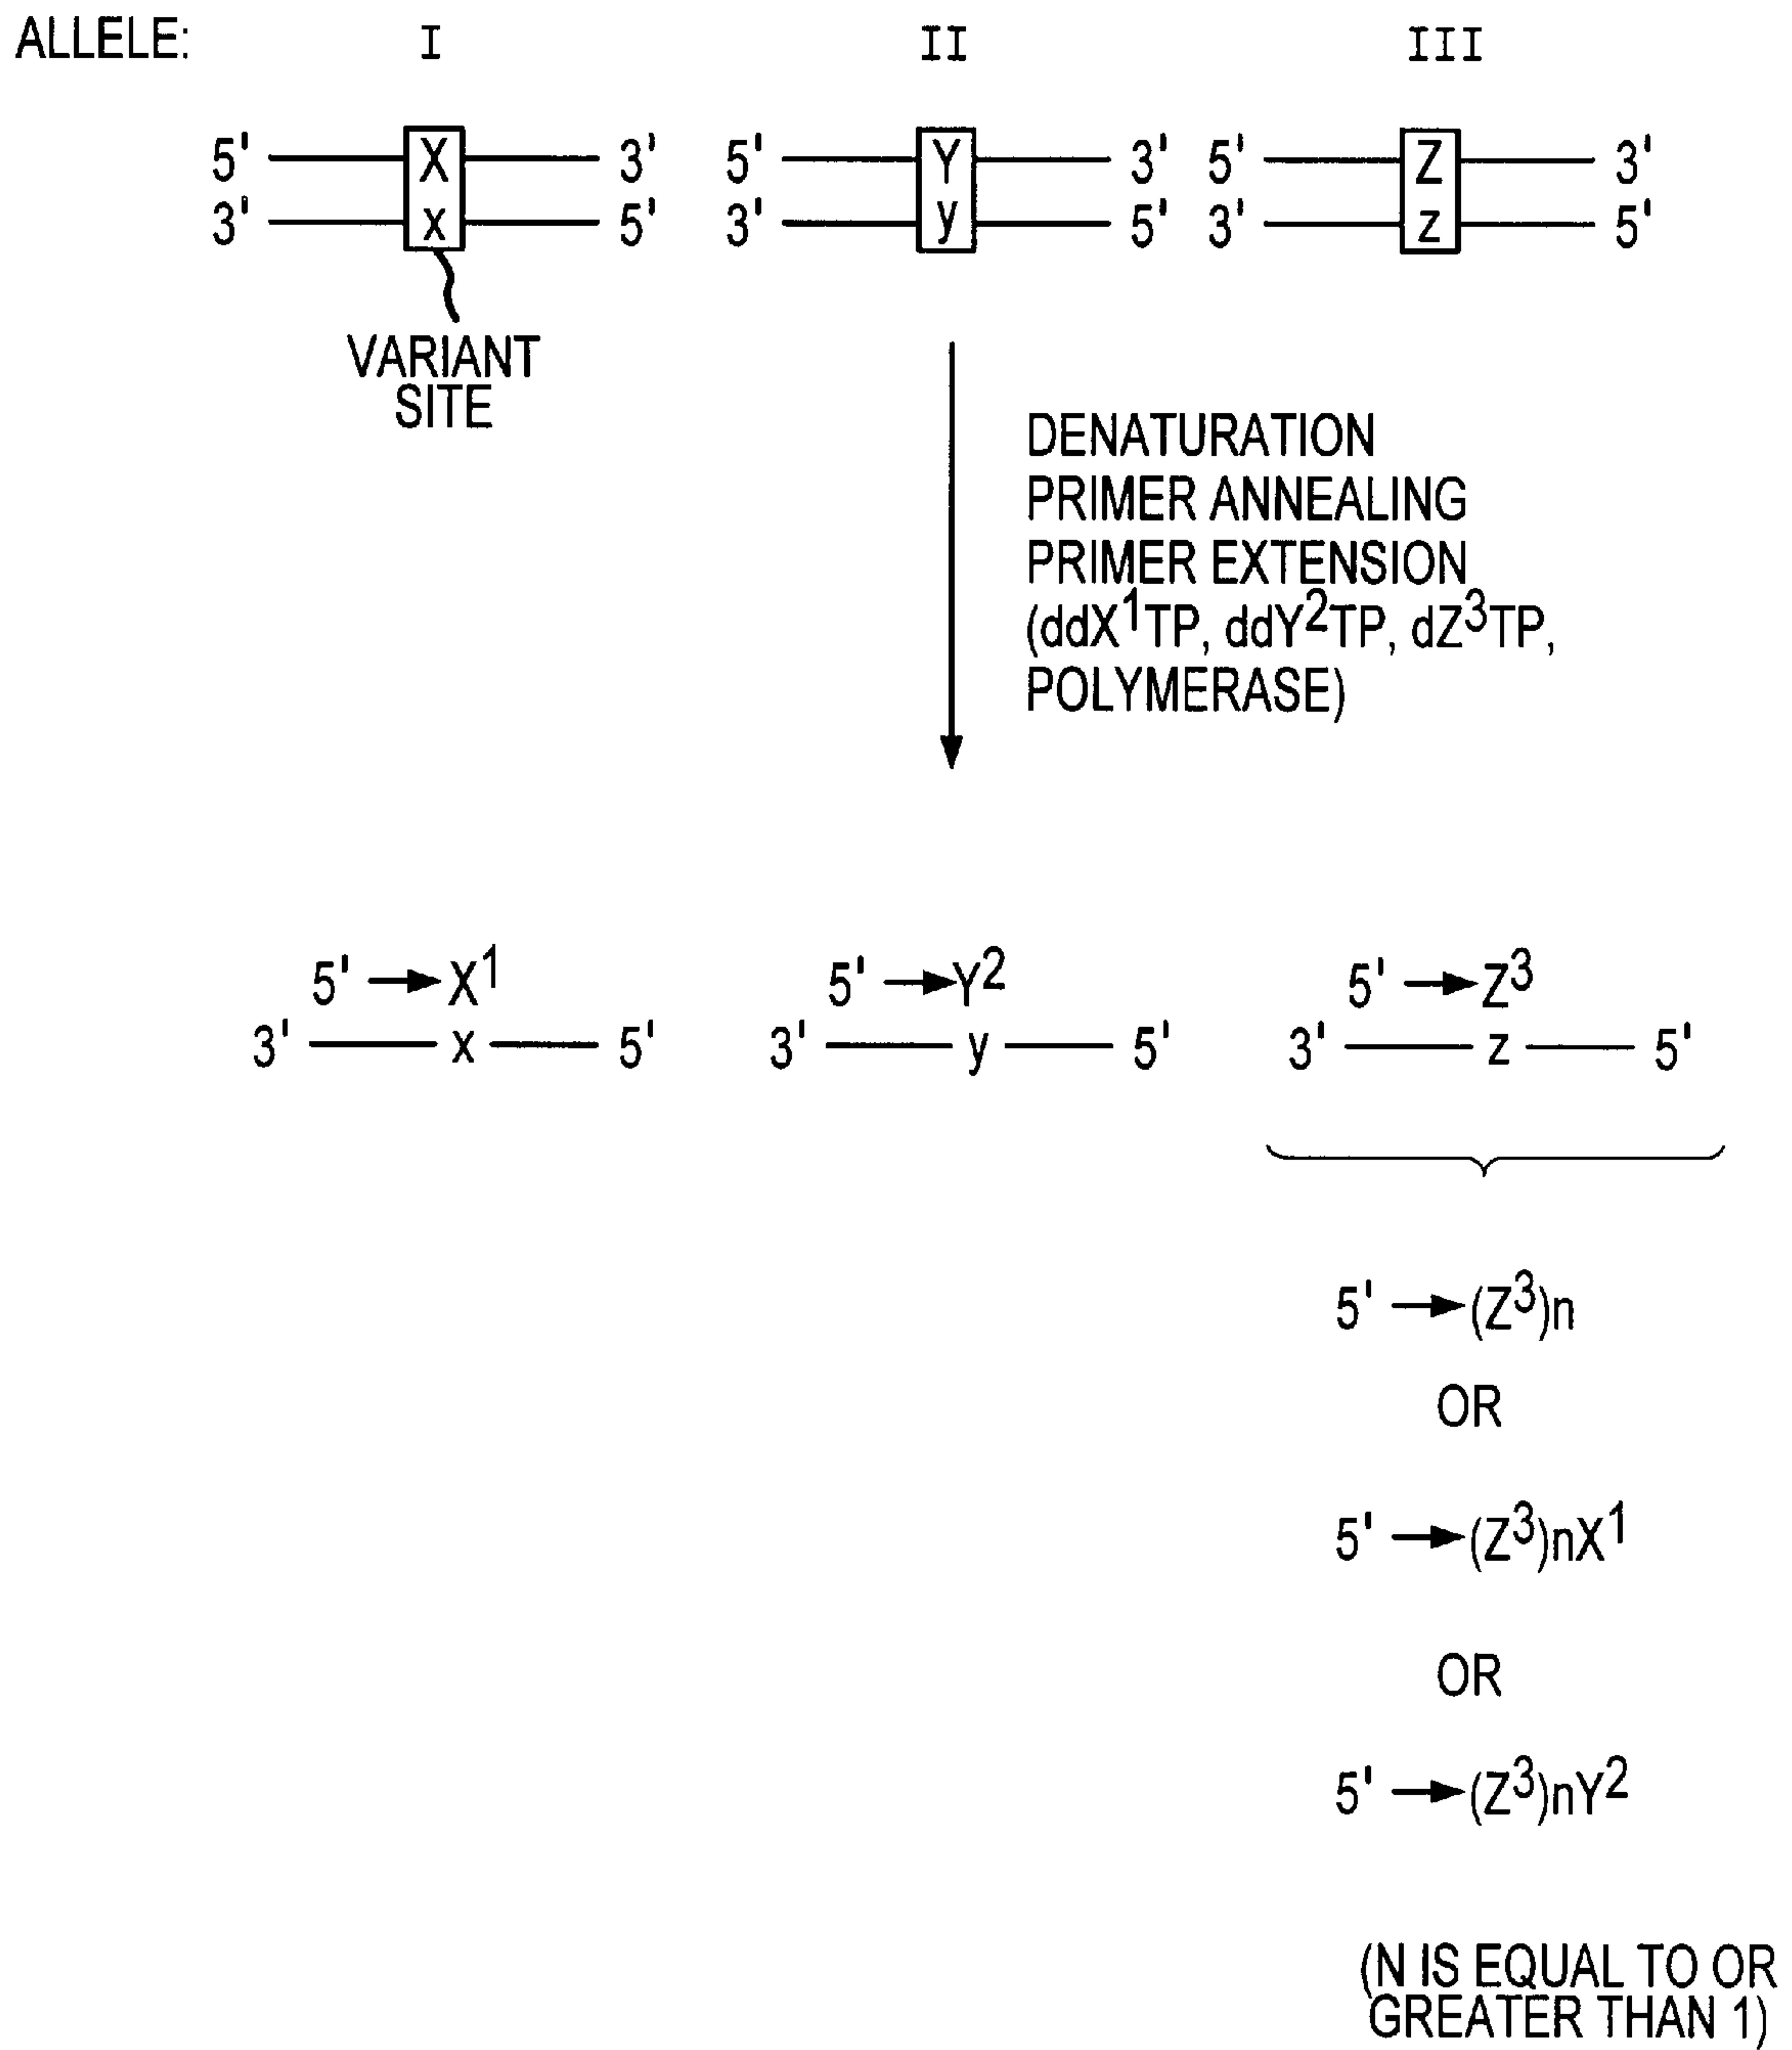 ALLELE: I II III
5' X 3' 5' Y 3' 5' Z 3'
3' x 5' 3' y 5' 3' z 5'
VARIANT
SITE
DENATURATION
PRIMER ANNEALING
PRIMER EXTENSION
(ddX¹TP, ddY²TP, dZ³TP,
POLYMERASE)
5' → X¹ 5' → Y² 5' → Z³
3' x 5' 3' y 5' 3' z 5'
5' → (Z³)n
OR
5' → (Z³)nX¹
OR
5' → (Z³)nY²
(N IS EQUAL TO OR
GREATER THAN 1)